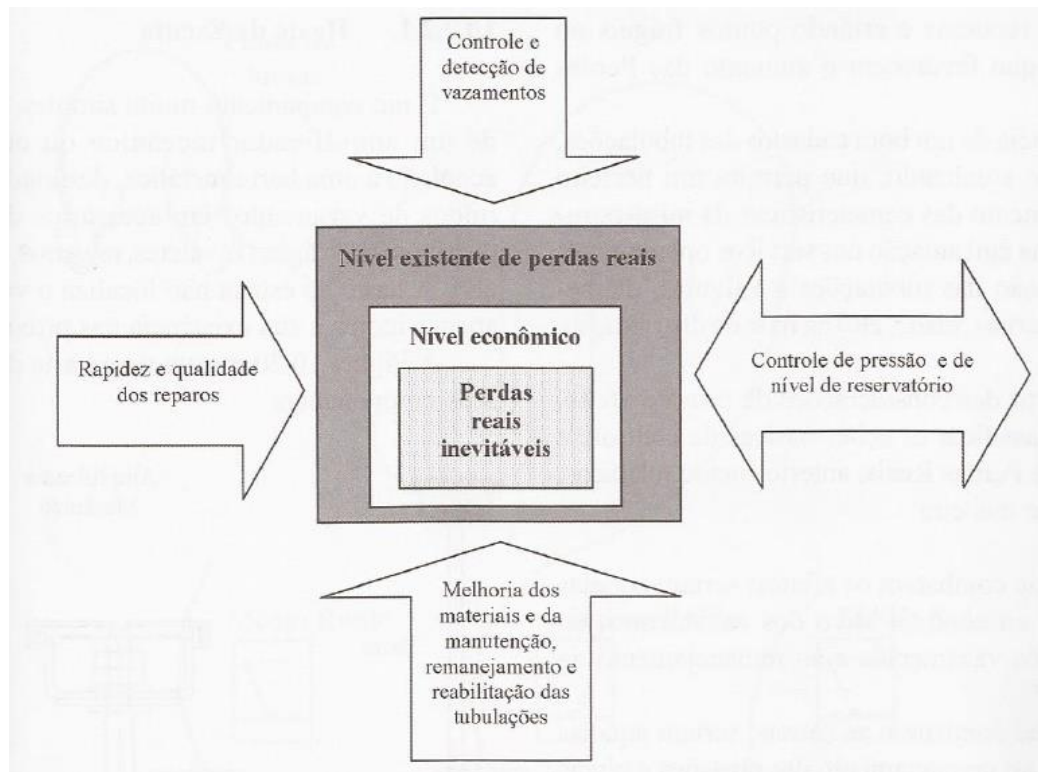 Controle e
detecção de
vazamentos
Nível existente de perdas reais
Nível econômico
Perdas
reais
inevitáveis
Rapidez e qualidade
dos reparos
Controle de pressão e de
nível de reservatório
Melhoria dos
materiais e da
manutenção,
remanejamento e
reabilitação das
tubulações